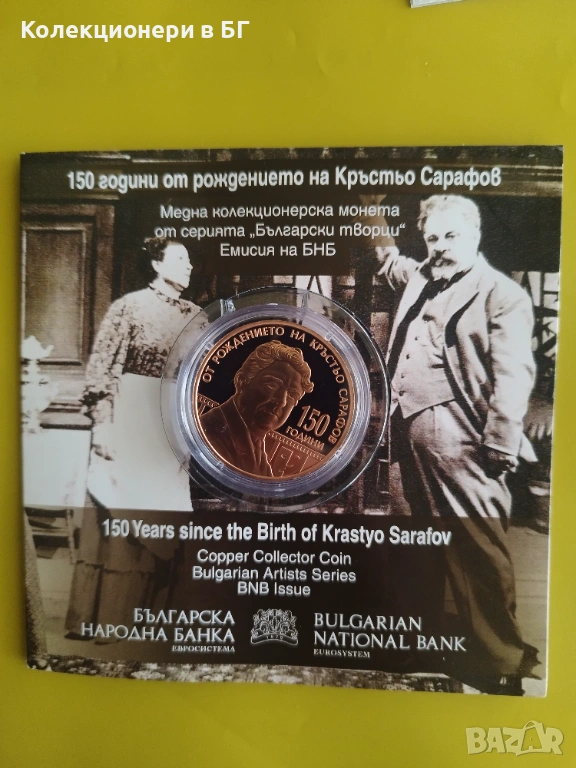 Колекционери в БГ
150 години от рождението на Кръстьо Сарафов
Медна колекционерска монета
от серията „Български творци“
Емисия на БНБ
ОТ РОЖДЕНИЕТО НА КРЪСТЬО САРАФОВ
150
ГОДИНИ
150 Years since the Birth of Krastyo Sarafov
Copper Collector Coin
Bulgarian Artists Series
BNB Issue
БЪЛГАРСКА
НАРОДНА БАНКА
ЕВРОСИСТЕМА
BULGARIAN
NATIONAL BANK
EUROSYSTEM
BAZAR